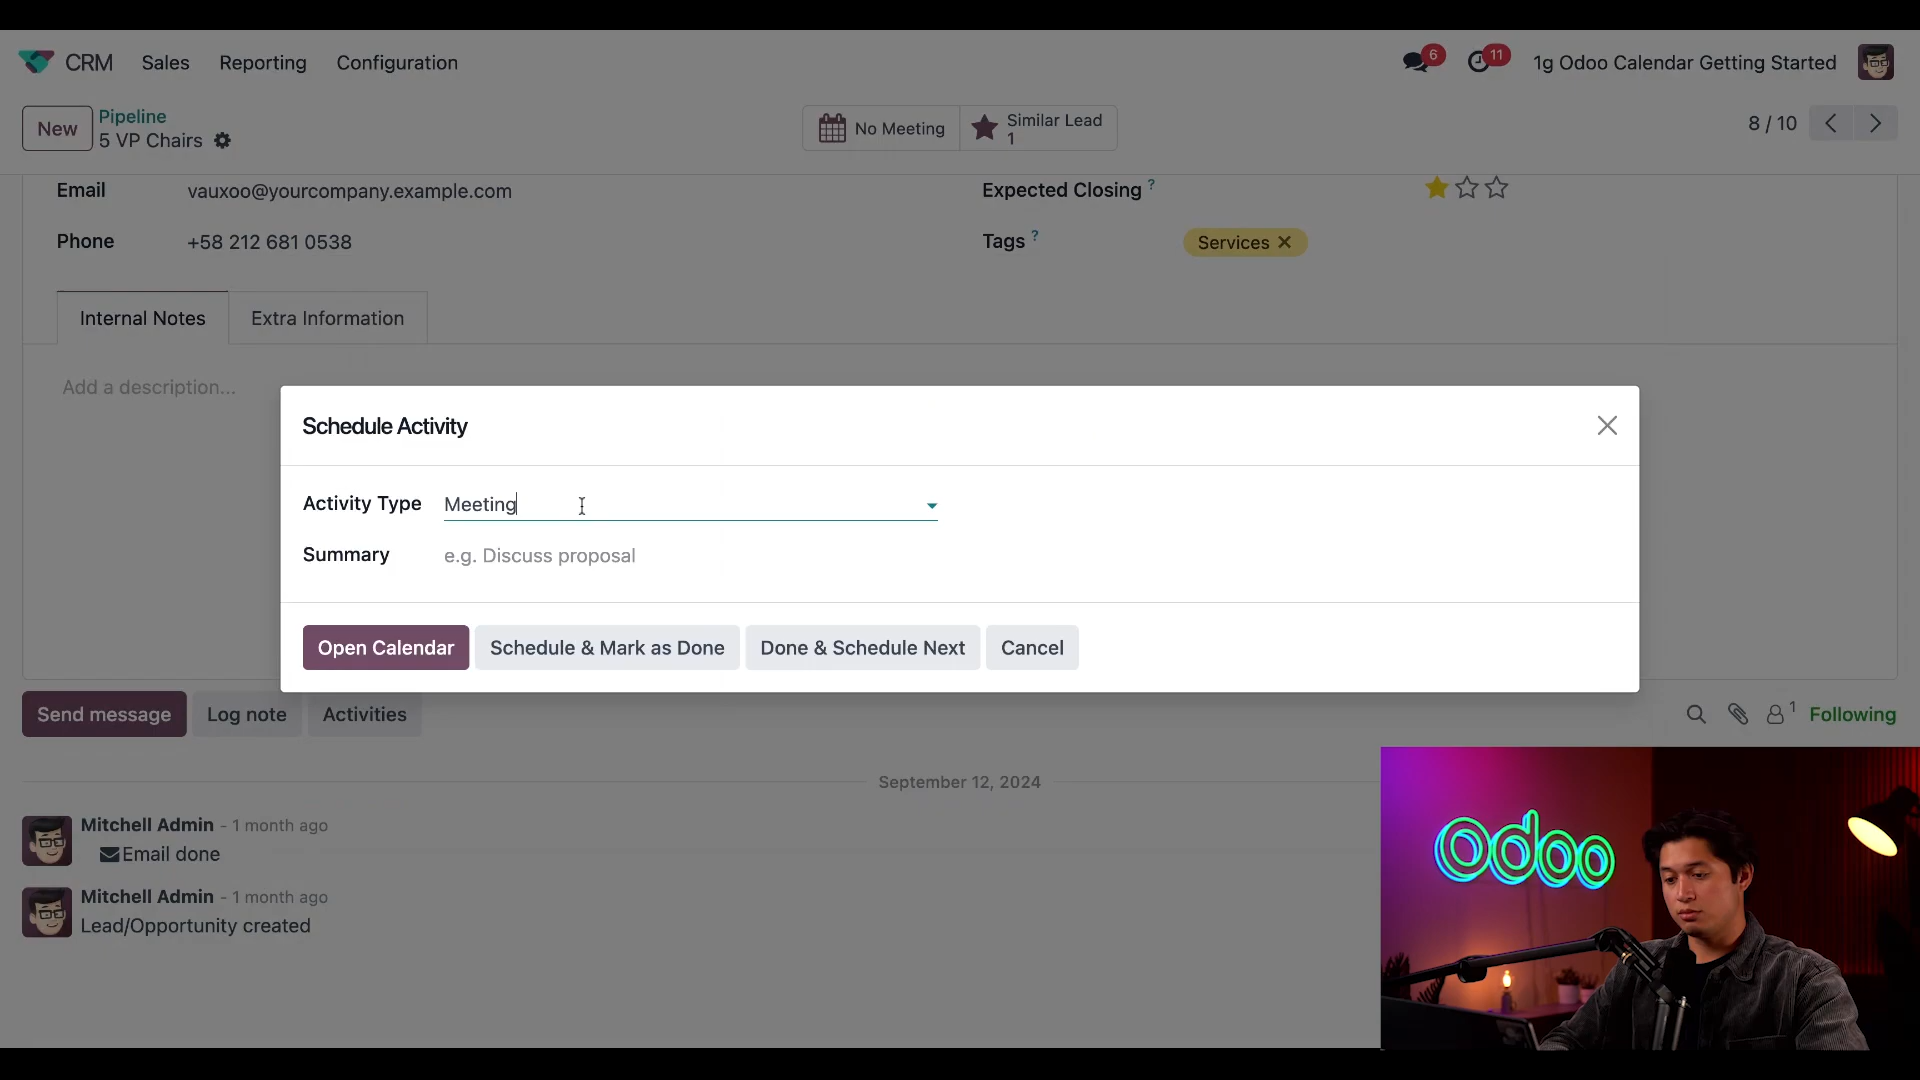 CRM Sales Reporting Configuration 6 11 1g Odoo Calendar Getting Started
New Pipeline
5 VP Chairs
No Meeting
Similar Lead
1
8 / 10
Email vauxoo@yourcompany.example.com
Expected Closing ?
Phone +58 212 681 0538
Tags ? Services ✕
Internal Notes Extra Information
Add a description...
Schedule Activity
Activity Type Meeting
Summary e.g. Discuss proposal
Open Calendar Schedule & Mark as Done Done & Schedule Next Cancel
Send message Log note Activities 1 Following
September 12, 2024
Mitchell Admin - 1 month ago
Email done
Mitchell Admin - 1 month ago
Lead/Opportunity created
odoo